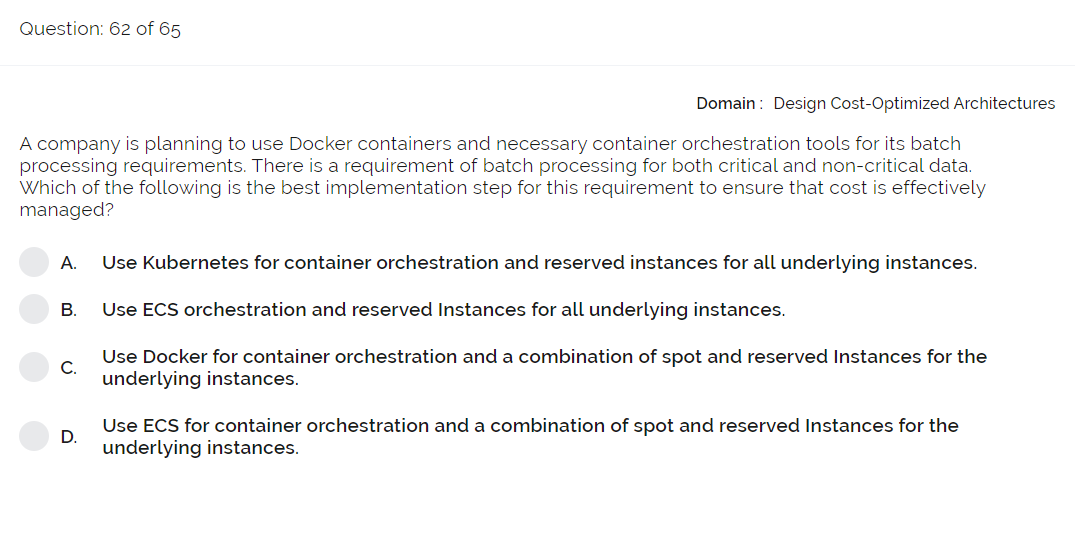 Question: 62 of 65
Domain : Design Cost-Optimized Architectures
A company is planning to use Docker containers and necessary container orchestration tools for its batch
processing requirements. There is a requirement of batch processing for both critical and non-critical data.
Which of the following is the best implementation step for this requirement to ensure that cost is effectively
managed?
A. Use Kubernetes for container orchestration and reserved instances for all underlying instances.
B. Use ECS orchestration and reserved Instances for all underlying instances.
C. Use Docker for container orchestration and a combination of spot and reserved Instances for the
underlying instances.
D. Use ECS for container orchestration and a combination of spot and reserved Instances for the
underlying instances.